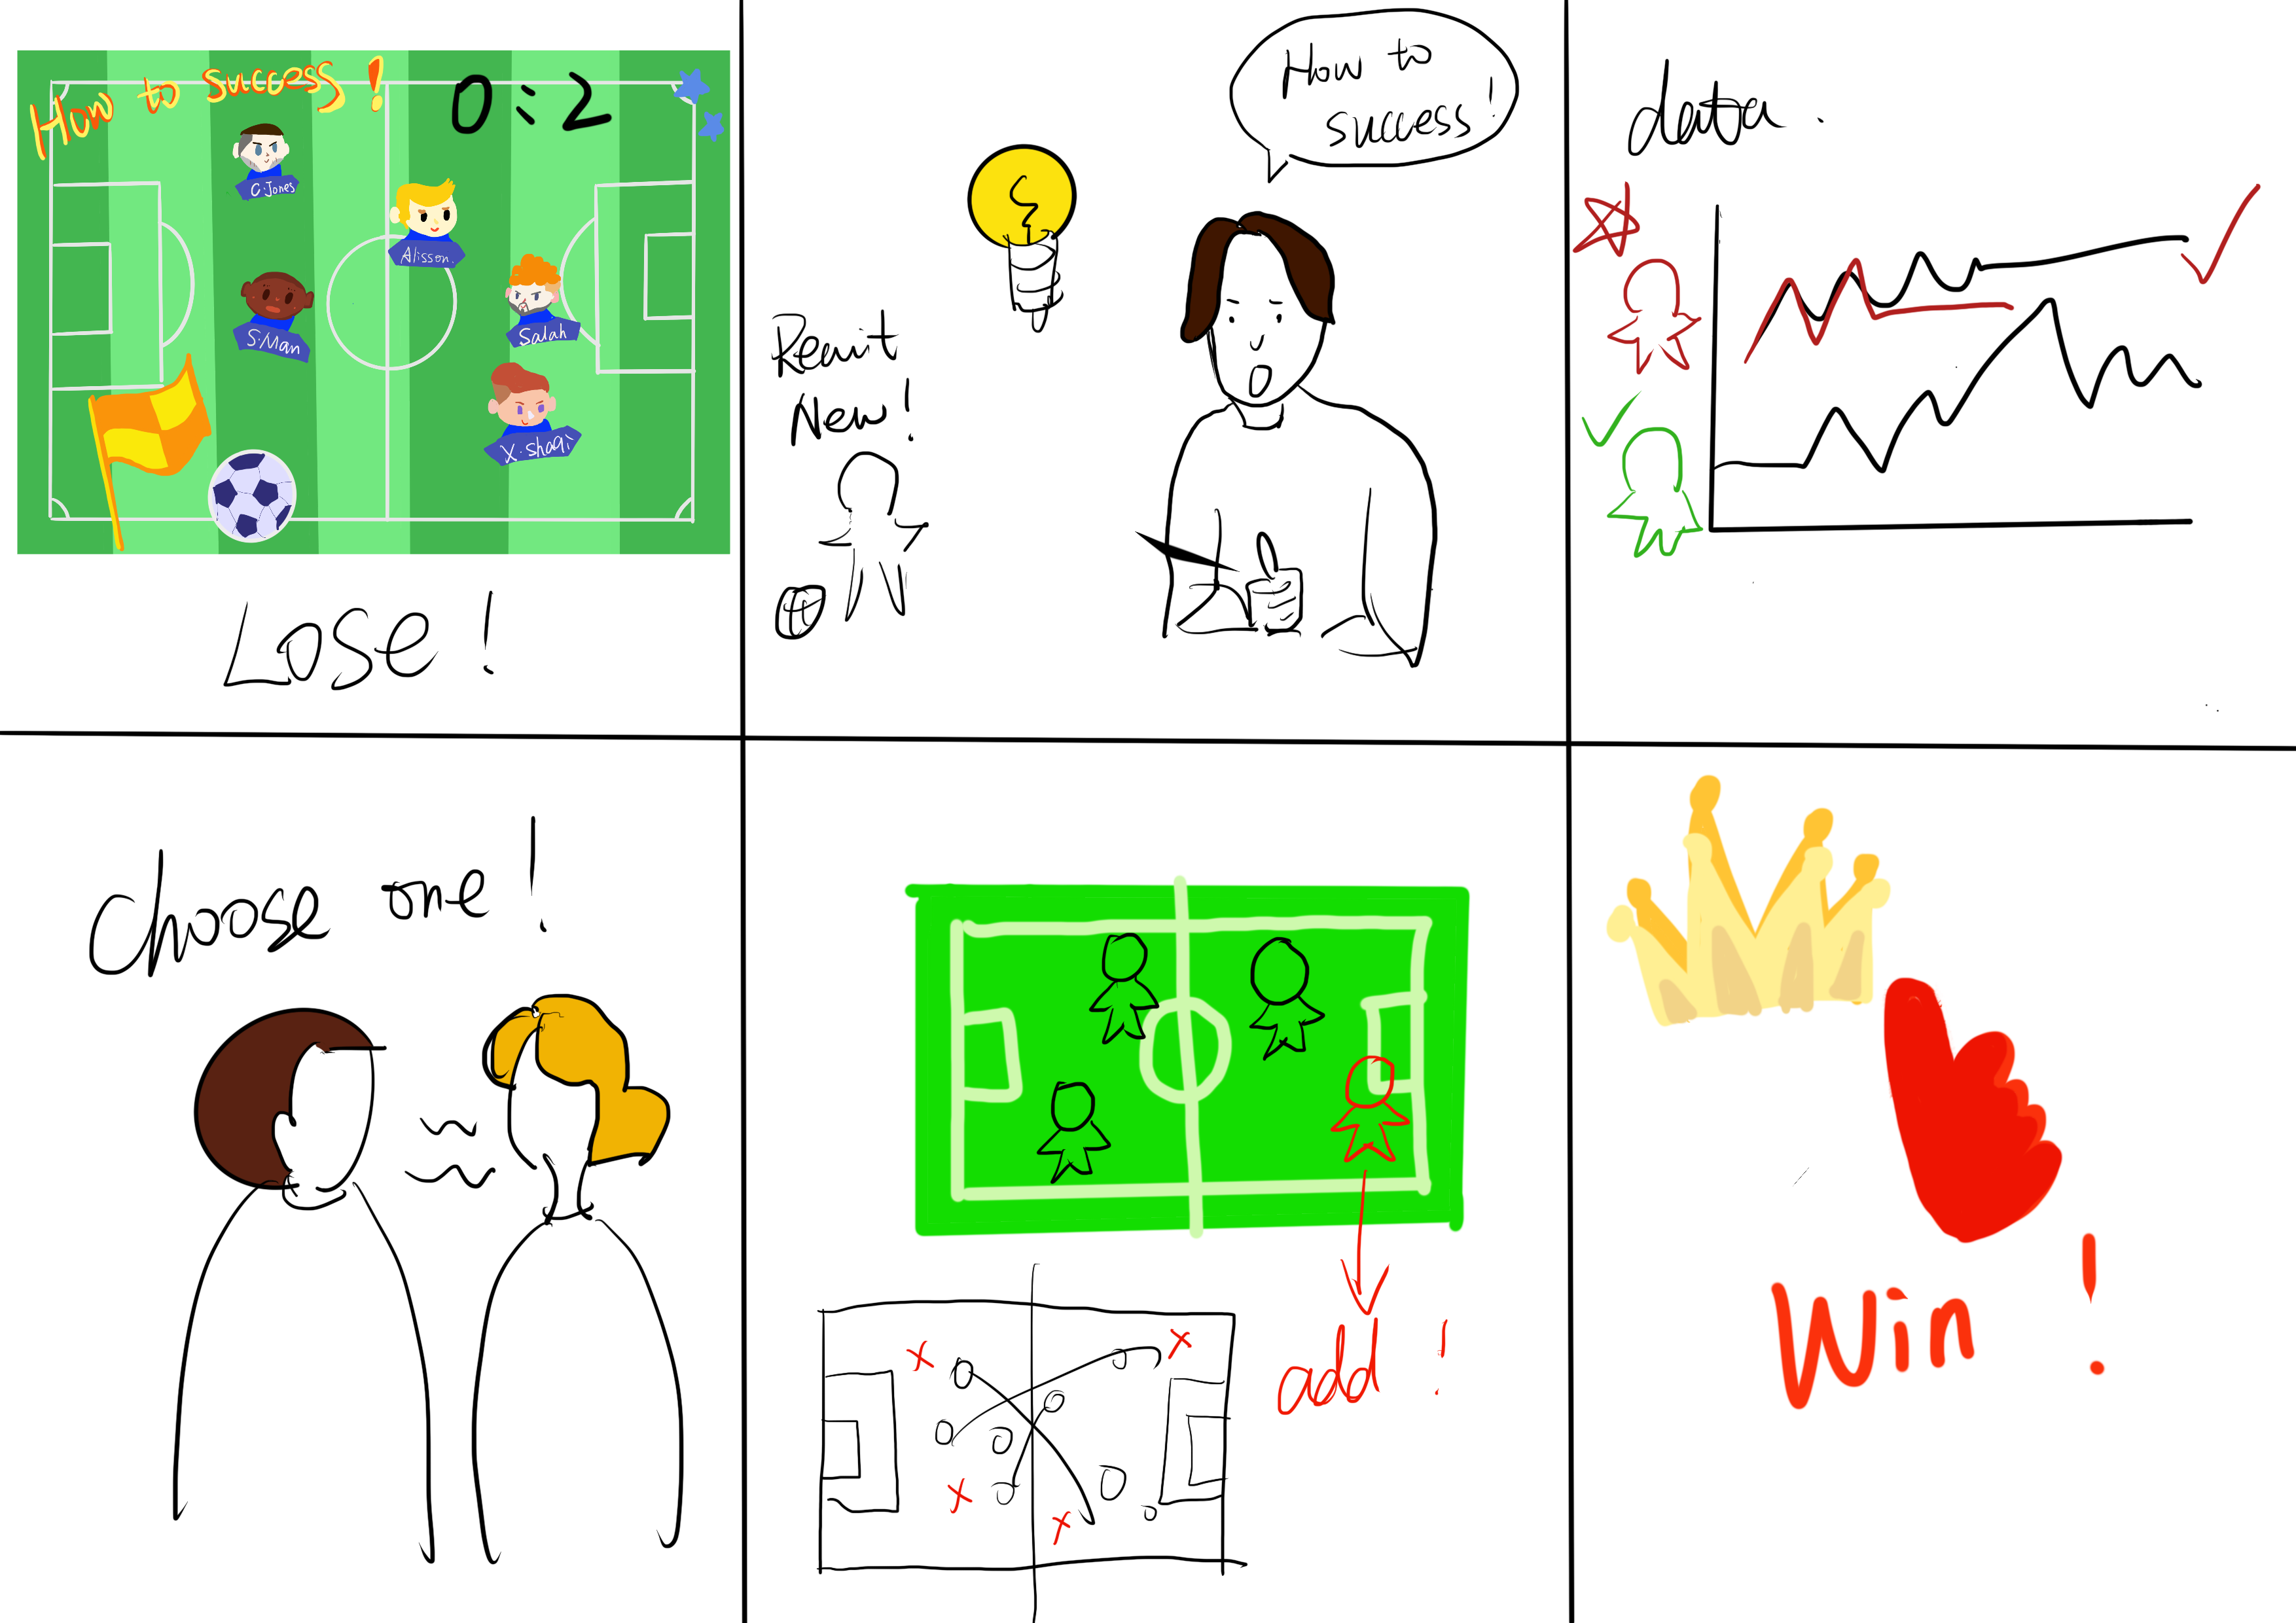 How to success!
0:2
C.Jones
Alisson.
S.Man
Salah
X.shaqi
LOSE!
How to
success!
Recruit
New!
data.
choose one!
add!
Win!